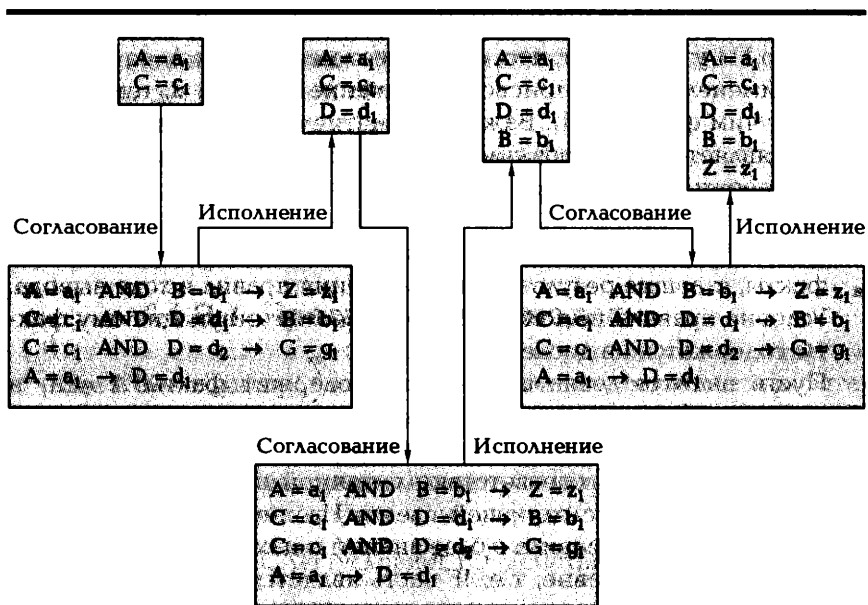 A = a₁
C = c₁
A = a₁
C = c₁
D = d₁
A = a₁
C = c₁
D = d₁
B = b₁
A = a₁
C = c₁
D = d₁
B = b₁
Z = z₁
Согласование
Исполнение
Согласование
Исполнение
A = a₁ AND B = b₁ → Z = z₁
C = c₁ AND D = d₁ → B = b₁
C = c₁ AND D = d₂ → G = g₁
A = a₁ → D = d₁
A = a₁ AND B = b₁ → Z = z₁
C = c₁ AND D = d₁ → B = b₁
C = c₁ AND D = d₂ → G = g₁
A = a₁ → D = d₁
Согласование
Исполнение
A = a₁ AND B = b₁ → Z = z₁
C = c₁ AND D = d₁ → B = b₁
C = c₁ AND D = d₂ → G = g₁
A = a₁ → D = d₁